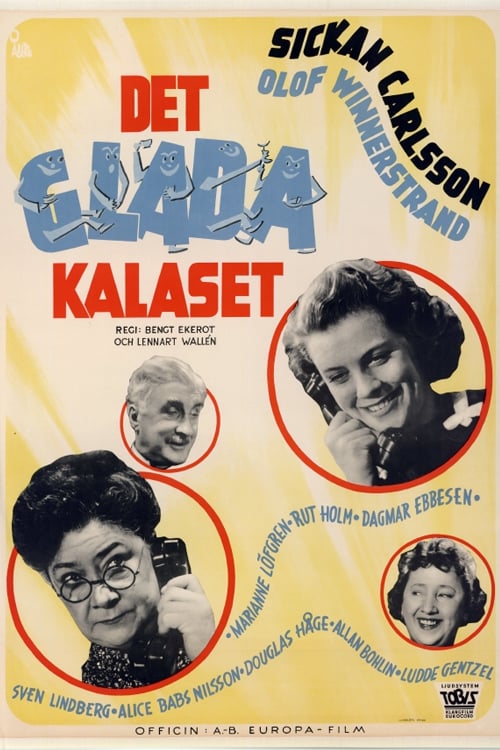 SICKAN CARLSSON
OLOF WINNERSTRAND
DET
GLADA
KALASET
REGI: BENGT EKEROT
OCH LENNART WALLÉN
MARIANNE LÖFGREN • RUT HOLM • DAGMAR EBBESEN •
SVEN LINDBERG • ALICE BABS NILSSON • DOUGLAS HÅGE • ALLAN BOHLIN • LUDDE GENTZEL
LJUDSYSTEM
TOBIS
KLANGFILM
EUROCORD
OFFICIN: A.-B. EUROPA-FILM